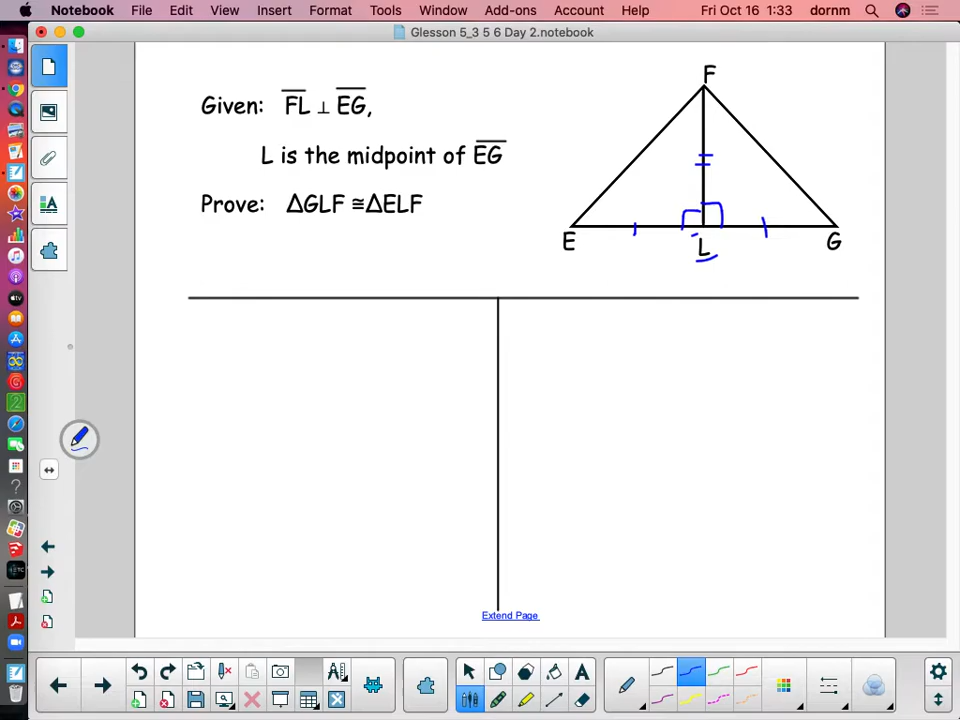 Notebook File Edit View Insert Format Tools Window Add-ons Account Help Fri Oct 16 1:33 dornm
Glesson 5_3 5 6 Day 2.notebook
Given: FL ⊥ EG,
L is the midpoint of EG
Prove: ΔGLF ≅ ΔELF
F
E
L
G
Extend Page